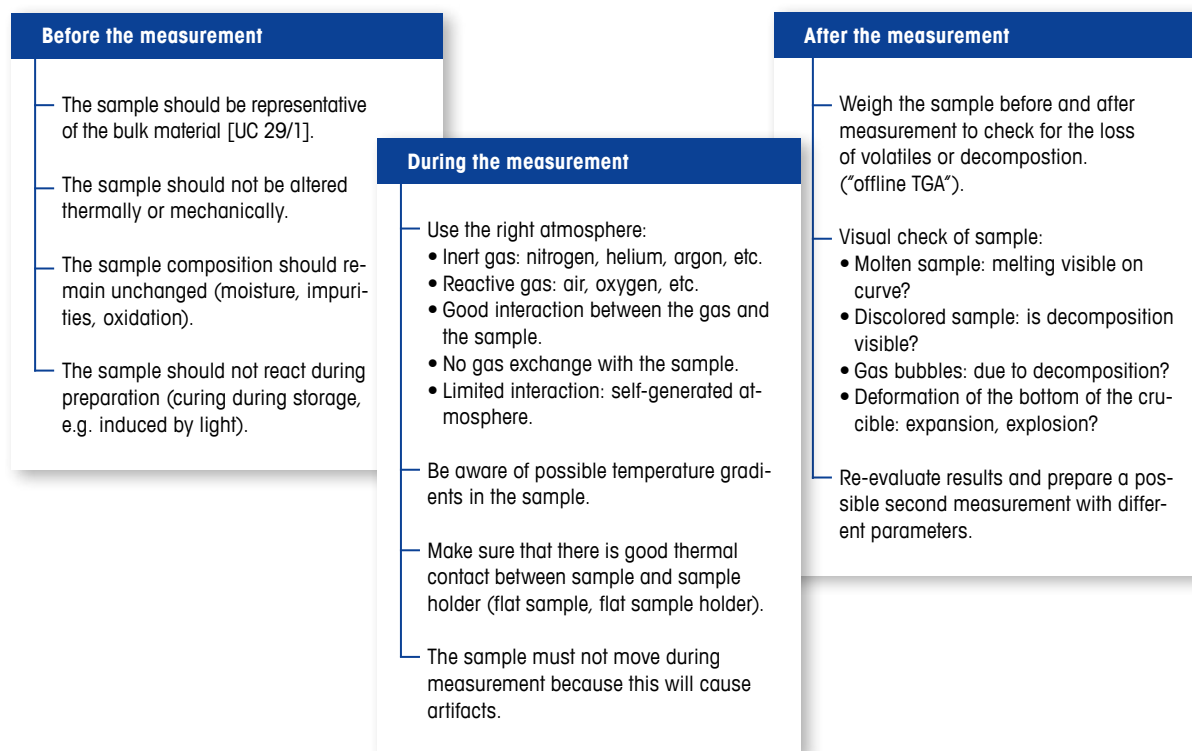 Before the measurement
The sample should be representative
of the bulk material [UC 29/1].
The sample should not be altered
thermally or mechanically.
The sample composition should re-
main unchanged (moisture, impuri-
ties, oxidation).
The sample should not react during
preparation (curing during storage,
e.g. induced by light).
During the measurement
Use the right atmosphere:
• Inert gas: nitrogen, helium, argon, etc.
• Reactive gas: air, oxygen, etc.
• Good interaction between the gas and
the sample.
• No gas exchange with the sample.
• Limited interaction: self-generated at-
mosphere.
Be aware of possible temperature gradi-
ents in the sample.
Make sure that there is good thermal
contact between sample and sample
holder (flat sample, flat sample holder).
The sample must not move during
measurement because this will cause
artifacts.
After the measurement
Weigh the sample before and after
measurement to check for the loss
of volatiles or decompostion.
("offline TGA").
Visual check of sample:
• Molten sample: melting visible on
curve?
• Discolored sample: is decomposition
visible?
• Gas bubbles: due to decomposition?
• Deformation of the bottom of the cru-
cible: expansion, explosion?
Re-evaluate results and prepare a pos-
sible second measurement with differ-
ent parameters.